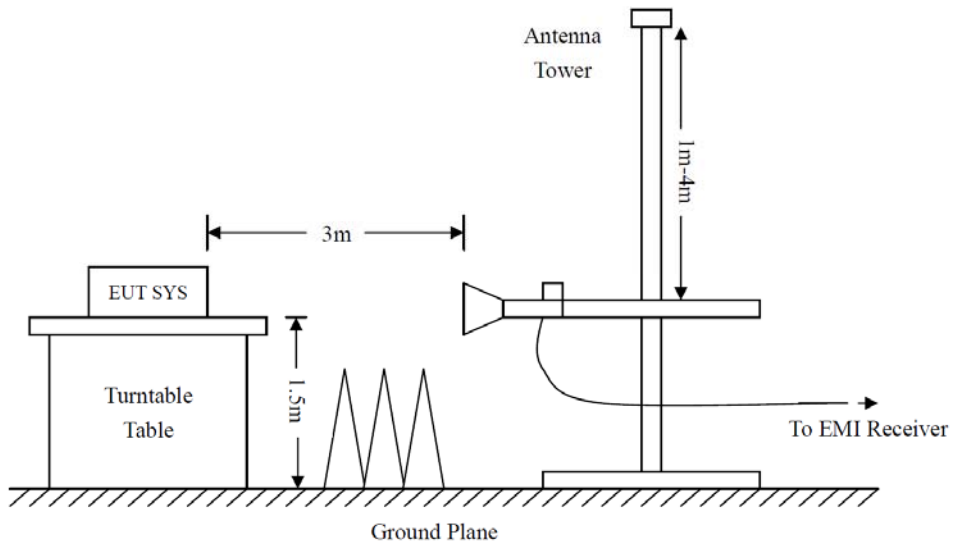 Antenna
Tower
1m-4m
3m
EUT SYS
1.5m
Turntable
Table
To EMI Receiver
Ground Plane